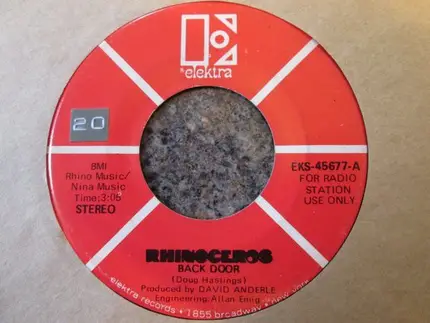 elektra
20
BMI
Rhino Music/
Nina Music
Time: 3:05
STEREO
EKS-45677-A
FOR RADIO
STATION
USE ONLY
RHINOCEROS
BACK DOOR
(Doug Hastings)
Produced by DAVID ANDERLE
Engineering: Allan Emig
elektra records • 1855 broadway • new york